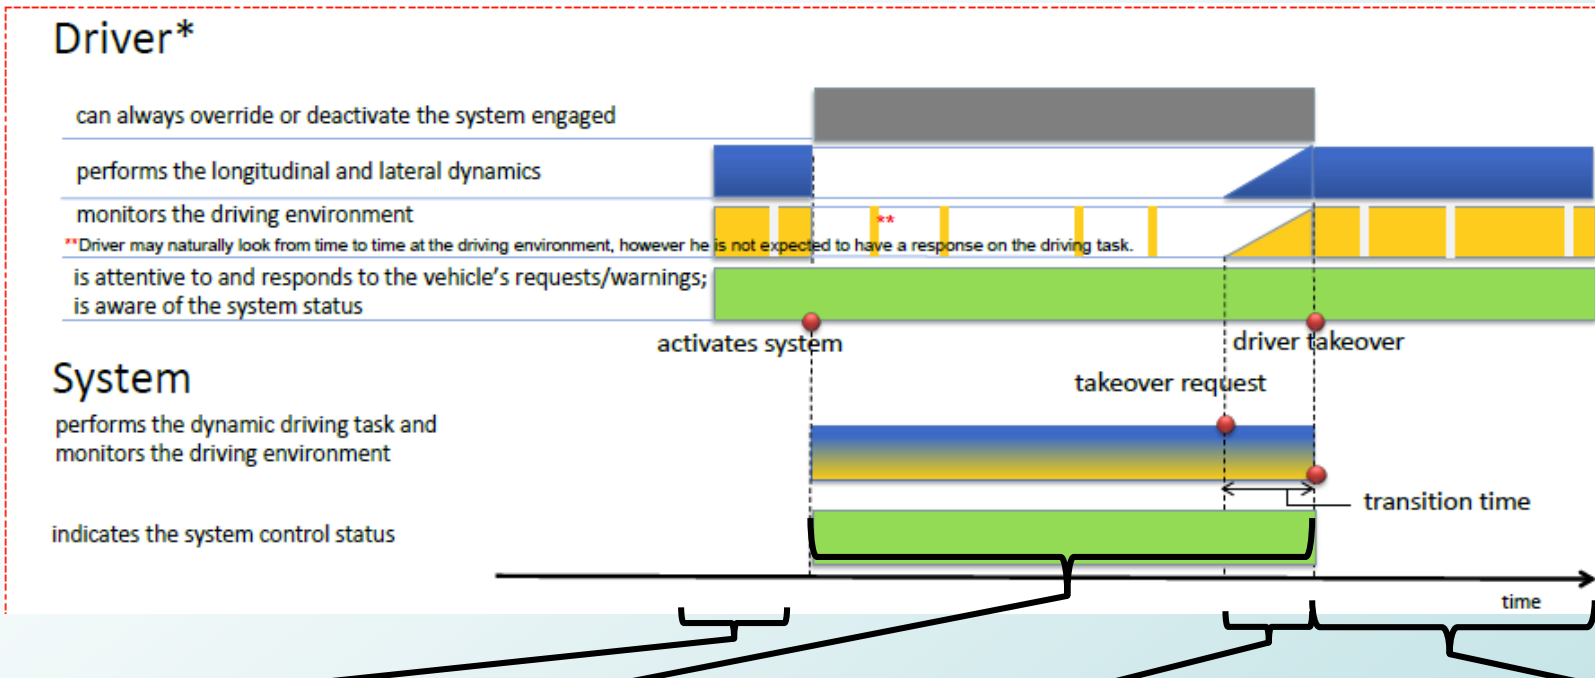 Driver*
can always override or deactivate the system engaged
performs the longitudinal and lateral dynamics
monitors the driving environment
**
**Driver may naturally look from time to time at the driving environment, however he is not expected to have a response on the driving task.
is attentive to and responds to the vehicle's requests/warnings;
is aware of the system status
activates system
driver takeover
System
takeover request
performs the dynamic driving task and
monitors the driving environment
transition time
indicates the system control status
time